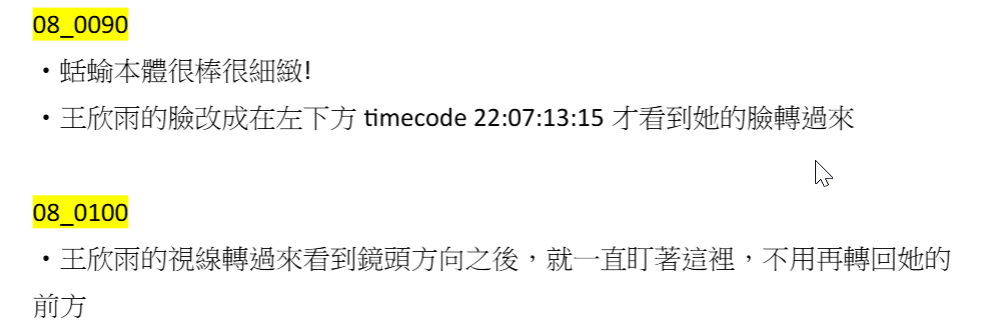 08_0090
・蛞蝓本體很棒很細緻!
・王欣雨的臉改成在左下方 timecode 22:07:13:15 才看到她的臉轉過來
08_0100
・王欣雨的視線轉過來看到鏡頭方向之後，就一直盯著這裡，不用再轉回她的
前方